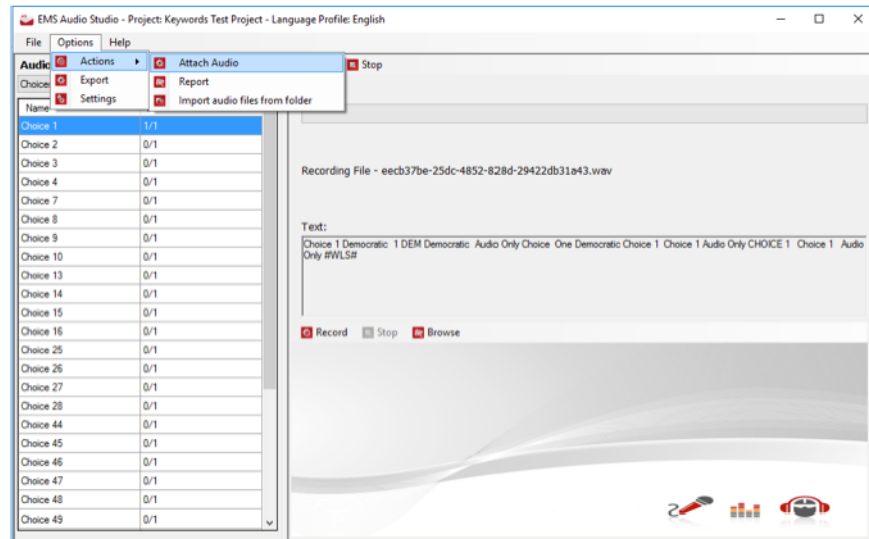 EMS Audio Studio - Project: Keywords Test Project - Language Profile: English
File Options Help
Actions
Export
Settings
Attach Audio
Report
Import audio files from folder
Stop
Audio
Choice
Name
Choice 1 1/1
Choice 2 0/1
Choice 3 0/1
Choice 4 0/1
Choice 7 0/1
Choice 8 0/1
Choice 9 0/1
Choice 10 0/1
Choice 13 0/1
Choice 14 0/1
Choice 15 0/1
Choice 16 0/1
Choice 25 0/1
Choice 26 0/1
Choice 27 0/1
Choice 28 0/1
Choice 44 0/1
Choice 45 0/1
Choice 46 0/1
Choice 47 0/1
Choice 48 0/1
Choice 49 0/1
Recording File - eecb37be-25dc-4852-828d-29422db31a43.wav
Text:
Choice 1 Democratic 1 DEM Democratic Audio Only Choice One Democratic Choice 1 Choice 1 Audio Only CHOICE 1 Choice 1 Audio
Only #WLS#
Record Stop Browse